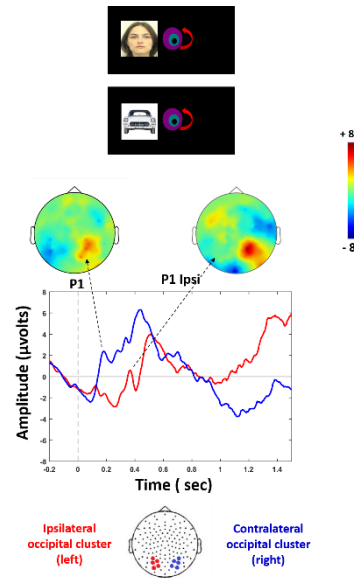 + 8
- 8
P1
P1 Ipsi
Amplitude (µvolts)
8
6
4
2
0
-2
-4
-6
-8
-0.2 0 0.2 0.4 0.6 0.8 1 1.2 1.4
Time ( sec)
Ipsilateral
occipital cluster
(left)
Contralateral
occipital cluster
(right)